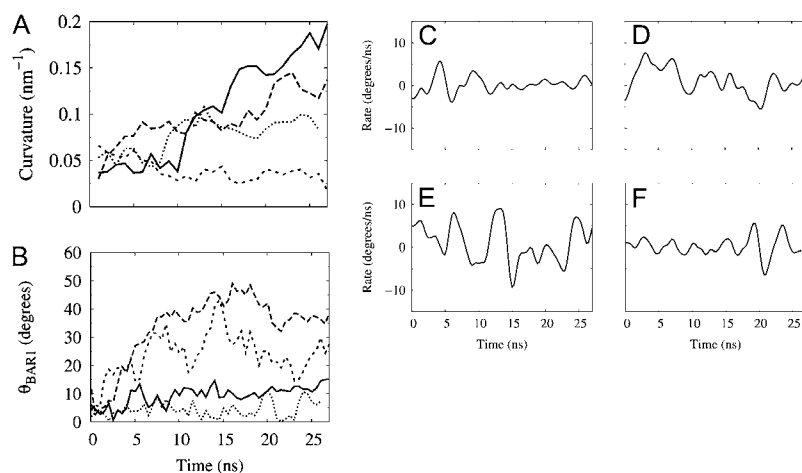 A
0.2
0.15
0.1
0.05
0
Curvature (nm⁻¹)
B
60
50
40
30
20
10
0
θBAR1 (degrees)
0 5 10 15 20 25
Time (ns)
C
10
0
−10
Rate (degrees/ns)
D
E
10
0
−10
Rate (degrees/ns)
0 5 10 15 20 25
Time (ns)
F
0 5 10 15 20 25
Time (ns)